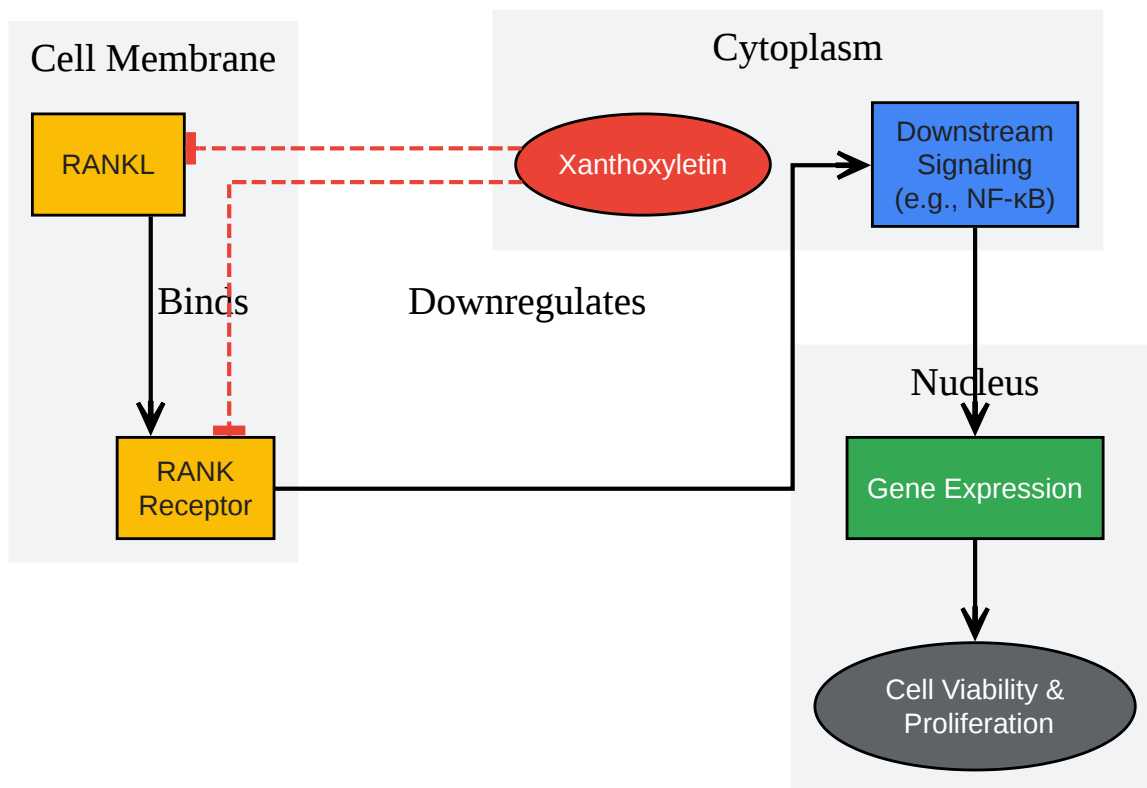 Cell Membrane
Cytoplasm
RANKL
Xanthoxyletin
Downstream
Signaling
(e.g., NF-κB)
Binds
Downregulates
Nucleus
RANK
Receptor
Gene Expression
Cell Viability &
Proliferation